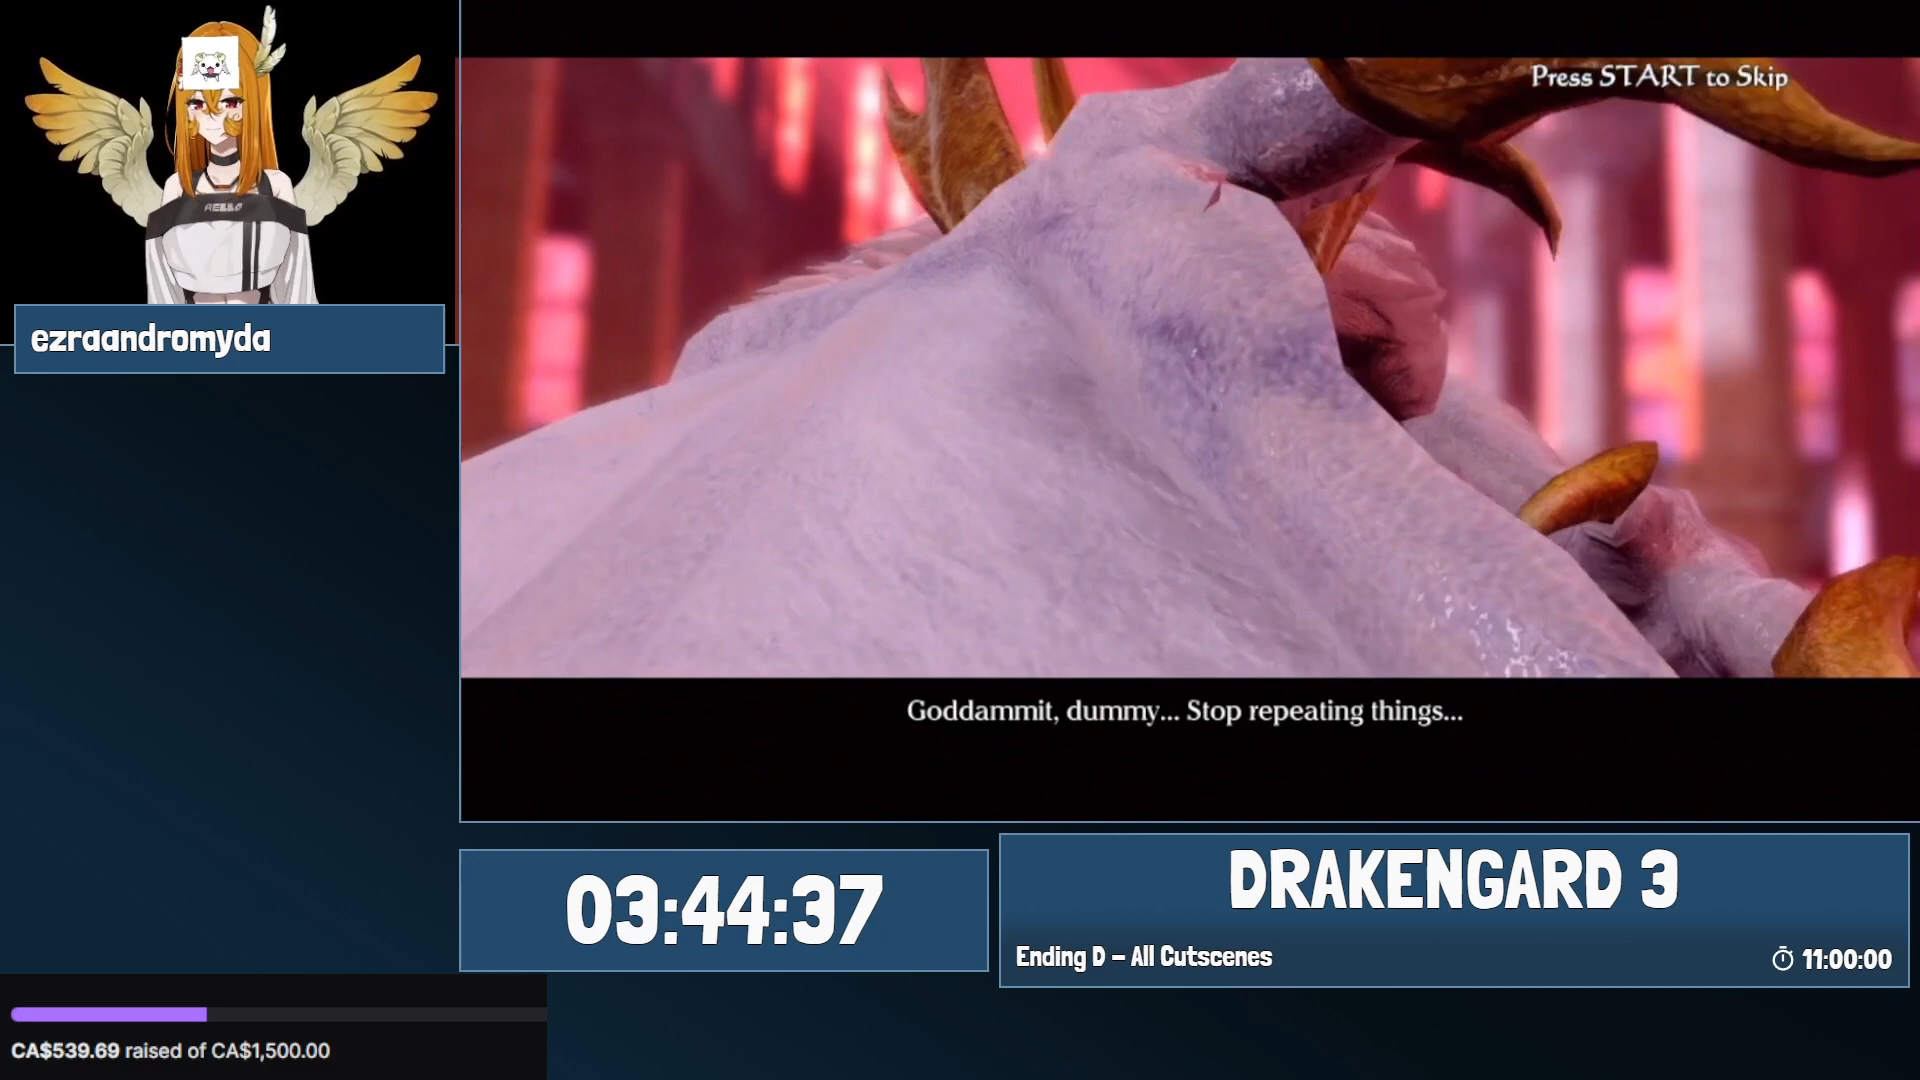 Press START to Skip
HELLO
ezraandromyda
Goddammit, dummy... Stop repeating things...
03:44:37
DRAKENGARD 3
Ending D - All Cutscenes
11:00:00
CA$539.69 raised of CA$1,500.00